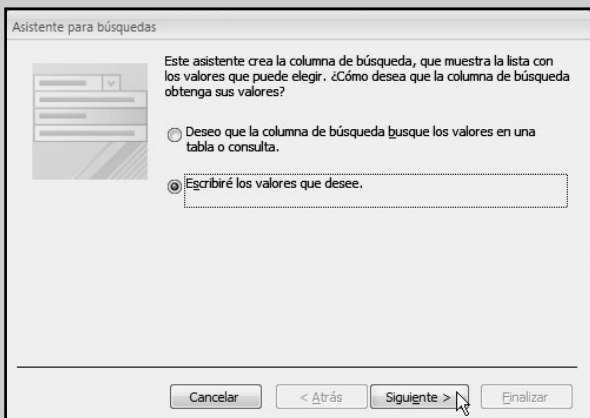 Asistente para búsquedas
Este asistente crea la columna de búsqueda, que muestra la lista con
los valores que puede elegir. ¿Cómo desea que la columna de búsqueda
obtenga sus valores?
Deseo que la columna de búsqueda busque los valores en una
tabla o consulta.
Escribiré los valores que desee.
Cancelar < Atrás Siguiente > Finalizar